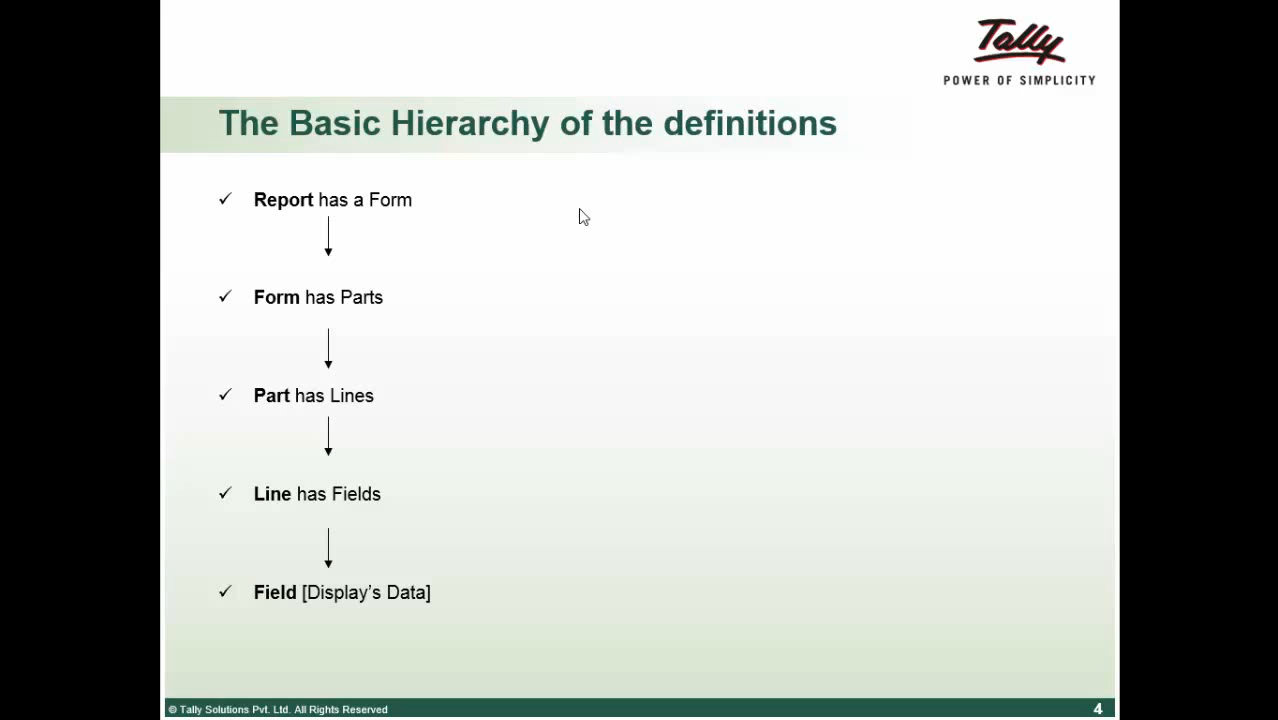 Tally
POWER OF SIMPLICITY
The Basic Hierarchy of the definitions
✓ Report has a Form
✓ Form has Parts
✓ Part has Lines
✓ Line has Fields
✓ Field [Display's Data]
© Tally Solutions Pvt. Ltd. All Rights Reserved
4